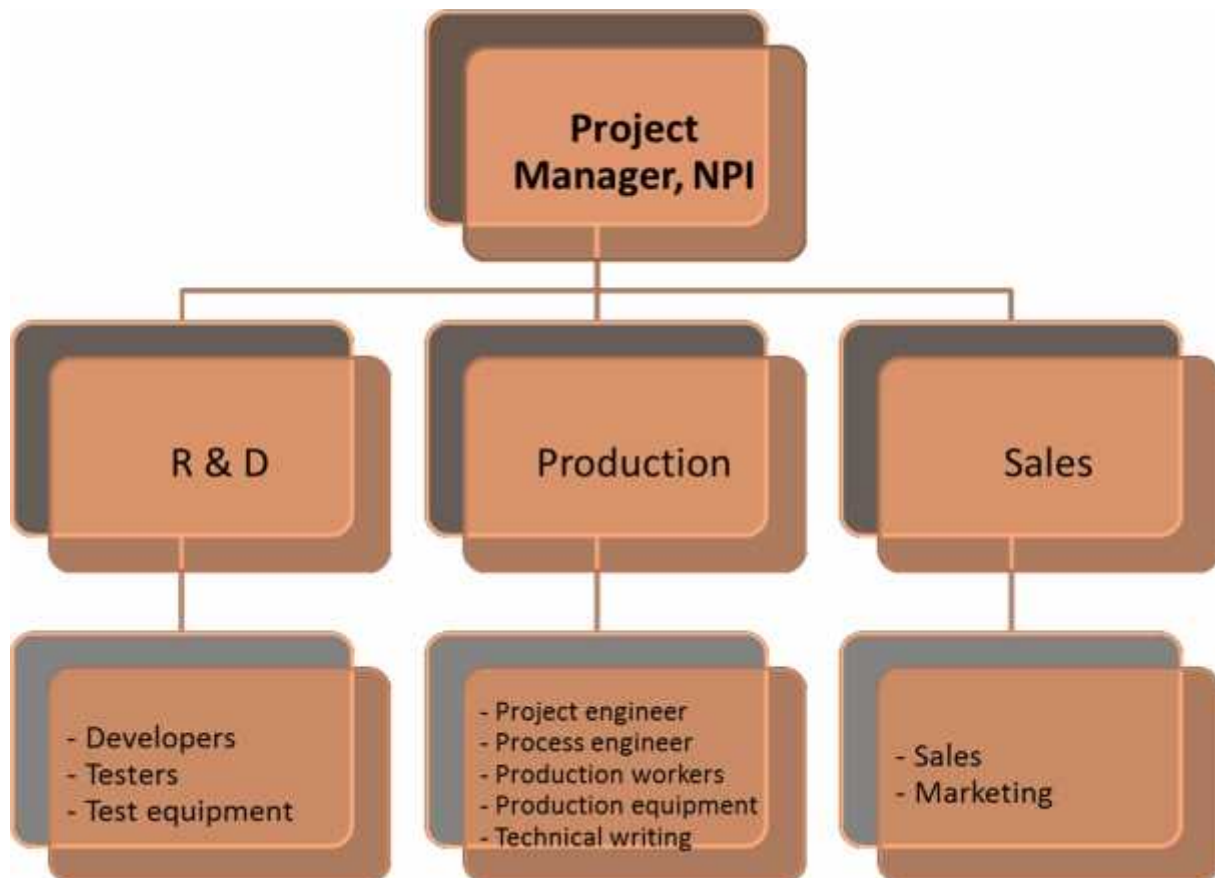 Project
Manager, NPI
R & D
Production
Sales
- Developers
- Testers
- Test equipment
- Project engineer
- Process engineer
- Production workers
- Production equipment
- Technical writing
- Sales
- Marketing